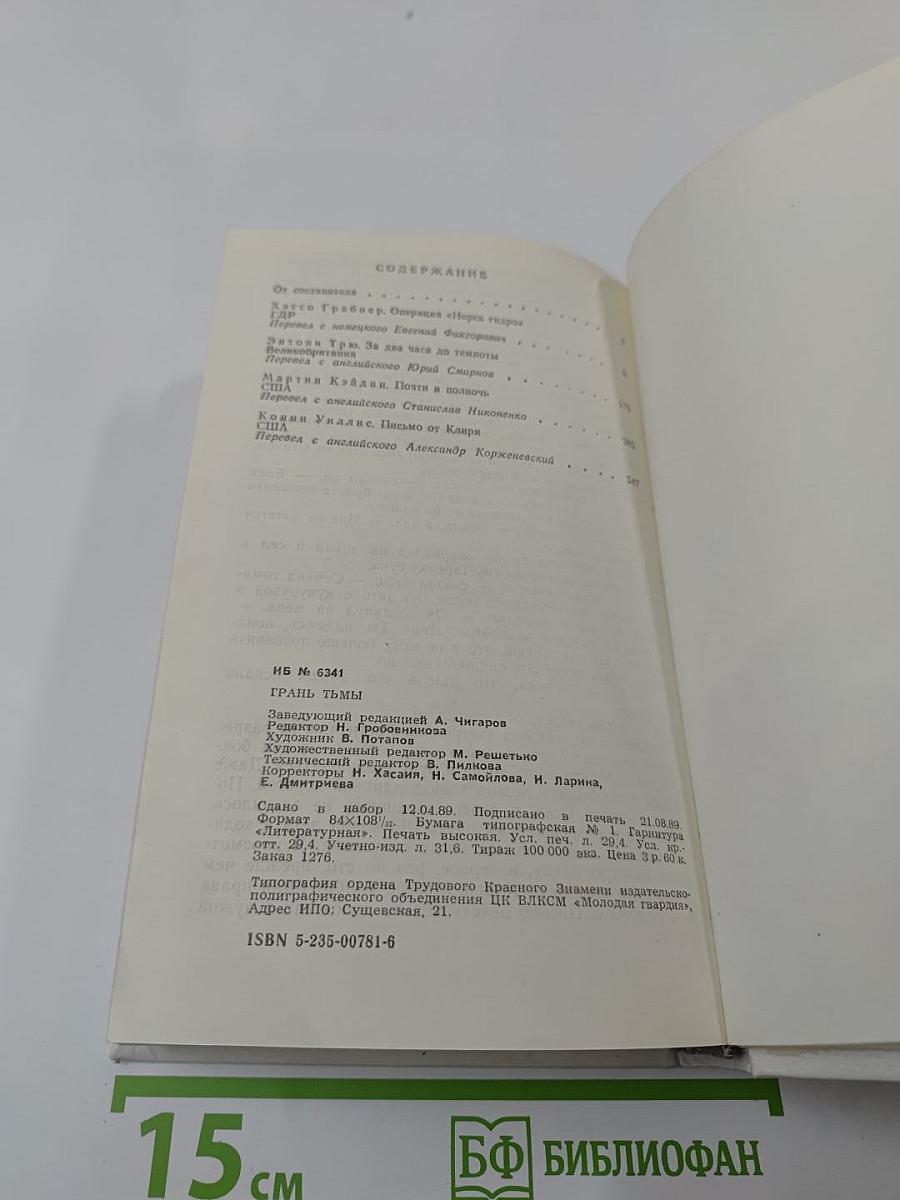 СОДЕРЖАНИЕ
От составителя . . . . . . . . . . . . . .
Хассо Грабнер. Операция «Норск гидро»
ГДР
Перевел с немецкого Евгений Факторович . . . . .
Энтони Трю. За два часа до темноты
Великобритания
Перевел с английского Юрий Смирнов . . . . . .
Мартин Кэйдин. Почти в полночь
США
Перевел с английского Станислав Никоненко . . . .
Конни Уиллис. Письмо от Клири
США
Перевел с английского Александр Корженевский . . . . 547
ИБ № 6341
ГРАНЬ ТЬМЫ
Заведующий редакцией А. Чигаров
Редактор Н. Гробовникова
Художник В. Потапов
Художественный редактор М. Решетько
Технический редактор В. Пилкова
Корректоры Н. Хасаия, Н. Самойлова, И. Ларина,
Е. Дмитриева
Сдано в набор 12.04.89. Подписано в печать 21.08.89.
Формат 84×108¹/₃₂. Бумага типографская № 1. Гарнитура
«Литературная». Печать высокая. Усл. печ. л. 29,4. Усл. кр.-
отт. 29,4. Учетно-изд. л. 31,6. Тираж 100 000 экз. Цена 3 р. 60 к.
Заказ 1276.
Типография ордена Трудового Красного Знамени издательско-
полиграфического объединения ЦК ВЛКСМ «Молодая гвардия»,
Адрес ИПО: Сущевская, 21.
ISBN 5-235-00781-6
15 см
БФ БИБЛИОФАН